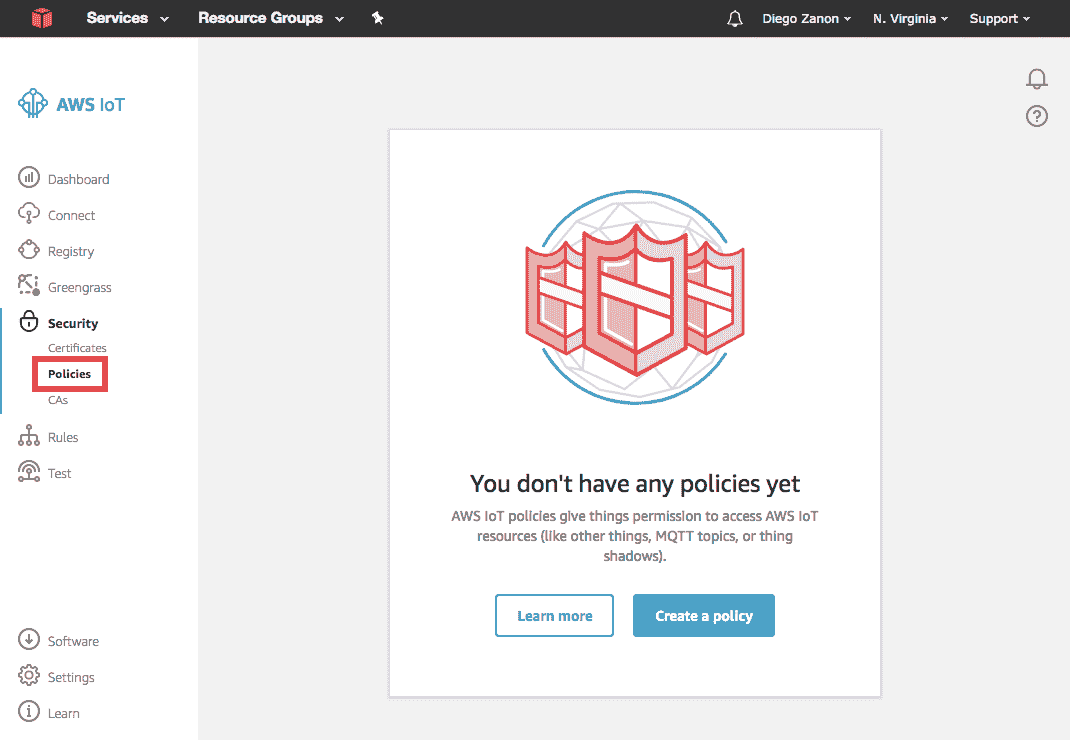 Services Resource Groups Diego Zanon N. Virginia Support
AWS IoT
Dashboard
Connect
Registry
Greengrass
Security
Certificates
Policies
CAs
Rules
Test
Software
Settings
Learn
You don't have any policies yet
AWS IoT policies give things permission to access AWS IoT
resources (like other things, MQTT topics, or thing
shadows).
Learn more Create a policy